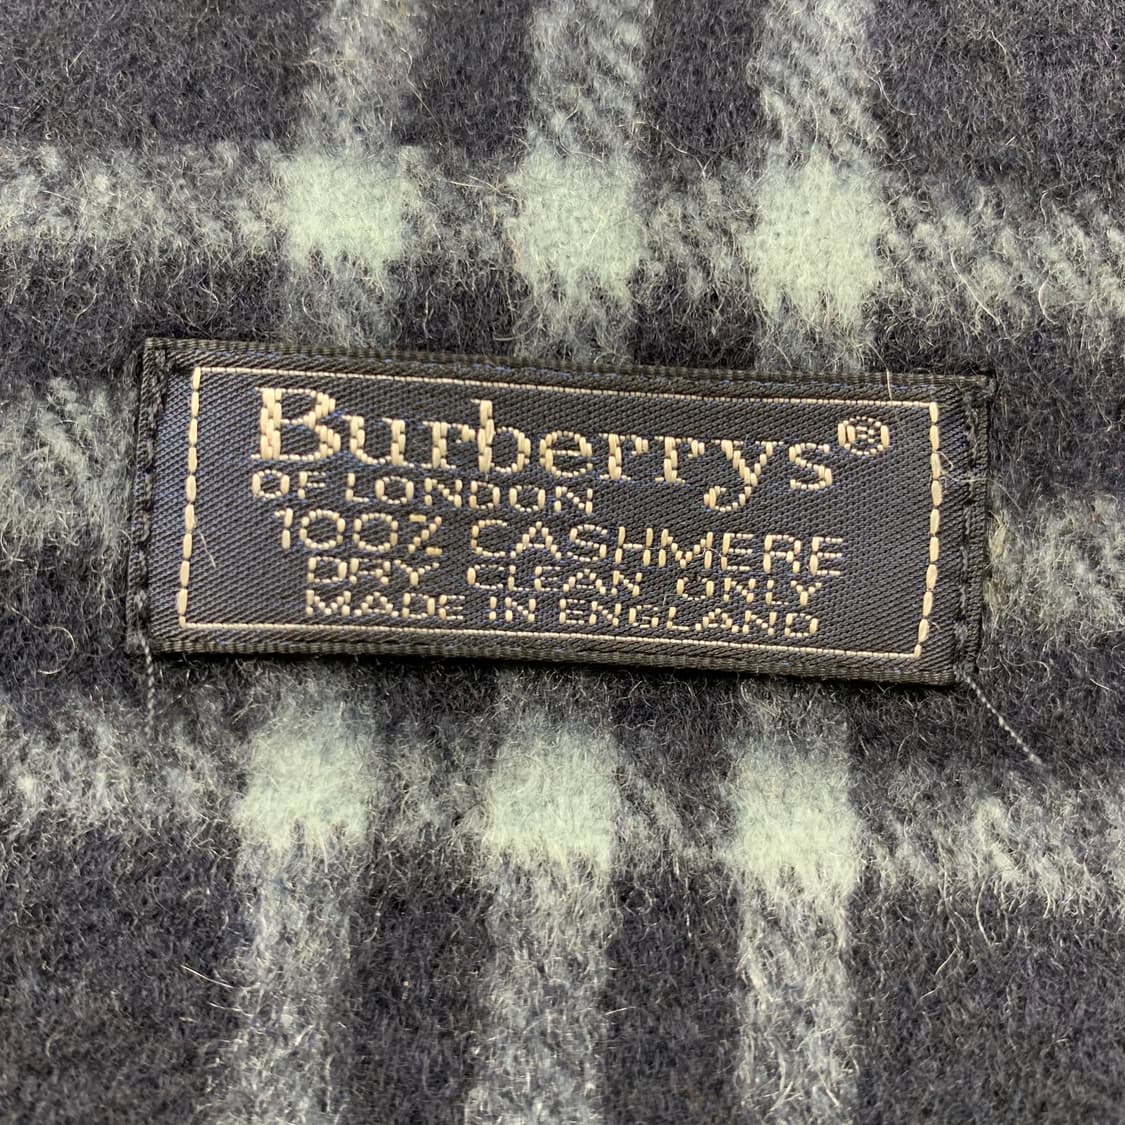 Burberrys®
OF LONDON
100% CASHMERE
DRY CLEAN ONLY
MADE IN ENGLAND